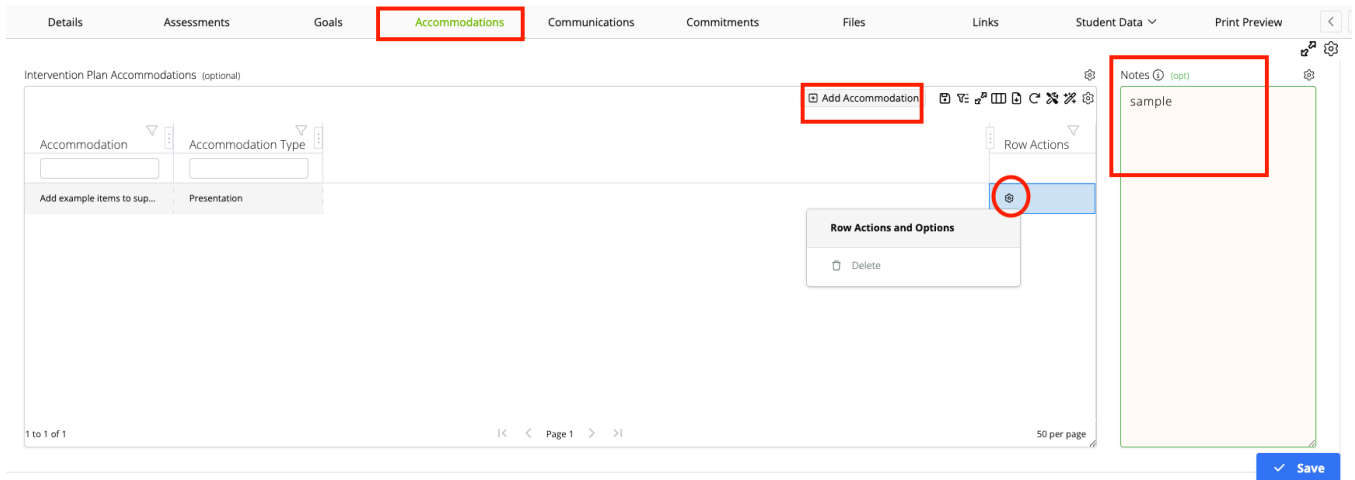 Details Assessments Goals Accommodations Communications Commitments Files Links Student Data Print Preview
Intervention Plan Accommodations (optional)
Notes (opt)
Add Accommodation
sample
Accommodation Accommodation Type Row Actions
Add example items to sup... Presentation
Row Actions and Options
Delete
1 to 1 of 1 Page 1 50 per page
Save